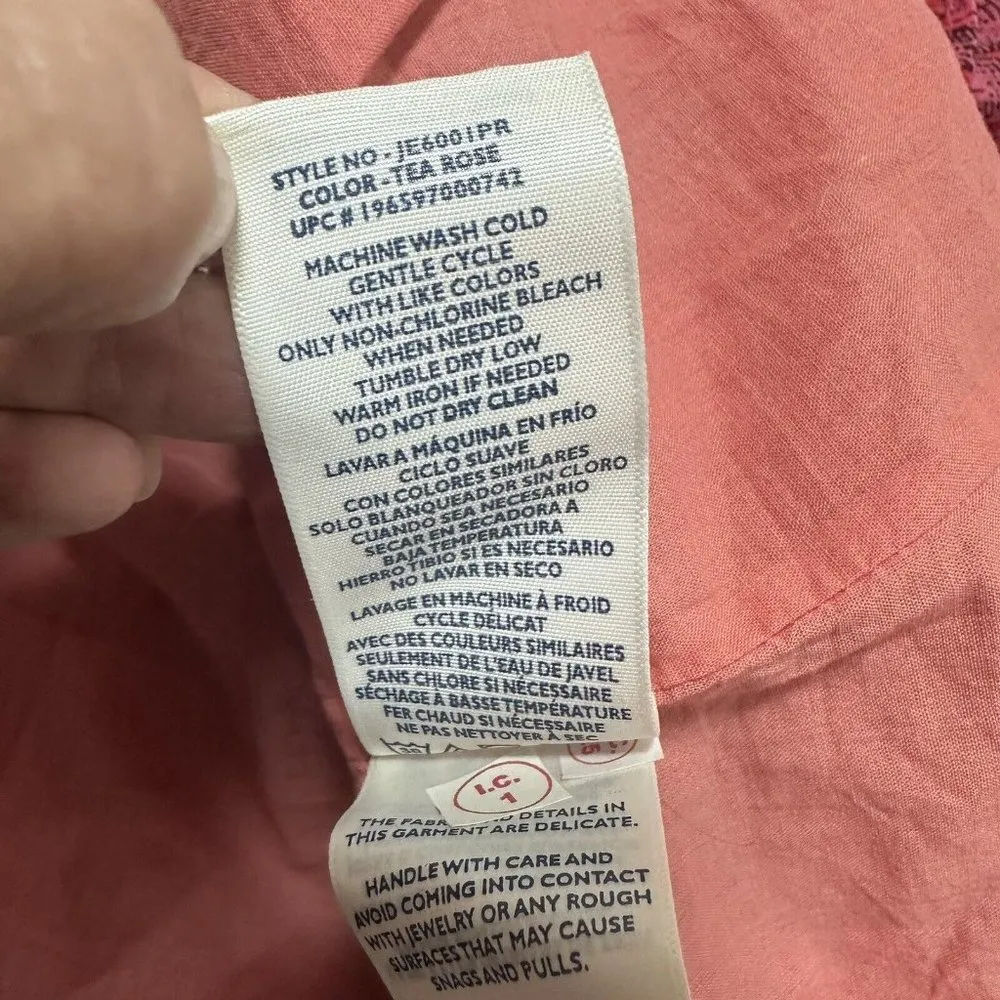 STYLE NO - JE6001PR
COLOR - TEA ROSE
UPC# 196597000742
MACHINE WASH COLD
GENTLE CYCLE
WITH LIKE COLORS
ONLY NON-CHLORINE BLEACH
WHEN NEEDED
TUMBLE DRY LOW
WARM IRON IF NEEDED
DO NOT DRY CLEAN
LAVAR A MÁQUINA EN FRÍO
CICLO SUAVE
CON COLORES SIMILARES
SOLO BLANQUEADOR SIN CLORO
CUANDO SEA NECESARIO
SECAR EN SECADORA A
BAJA TEMPERATURA
HIERRO TIBIO SI ES NECESARIO
NO LAVAR EN SECO
LAVAGE EN MACHINE À FROID
CYCLE DÉLICAT
AVEC DES COULEURS SIMILAIRES
SEULEMENT DE L'EAU DE JAVEL
SANS CHLORE SI NÉCESSAIRE
SÉCHAGE À BASSE TEMPÉRATURE
FER CHAUD SI NÉCESSAIRE
NE PAS NETTOYER À SEC
30
5
I.G.
1
THE DETAILS IN
THIS GARMENT ARE DELICATE.
HANDLE WITH CARE AND
AVOID COMING INTO CONTACT
WITH JEWELRY OR ANY ROUGH
SURFACES THAT MAY CAUSE
SNAGS AND PULLS.